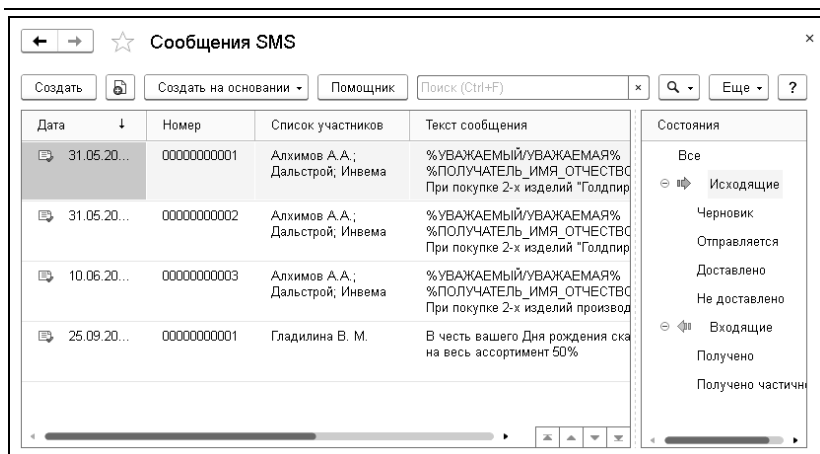 Сообщения SMS
Создать Создать на основании Помощник Поиск (Ctrl+F) × Еще ?
Дата Номер Список участников Текст сообщения Состояния
31.05.20... 00000000001 Алхимов А.А.; %УВАЖАЕМЫЙ/УВАЖАЕМАЯ%
Дальстрой; Инвема %ПОЛУЧАТЕЛЬ_ИМЯ_ОТЧЕСТВО
При покупке 2-х изделий "Голдпир
31.05.20... 00000000002 Алхимов А.А.; %УВАЖАЕМЫЙ/УВАЖАЕМАЯ%
Дальстрой; Инвема %ПОЛУЧАТЕЛЬ_ИМЯ_ОТЧЕСТВО
При покупке 2-х изделий "Голдпир
10.06.20... 00000000003 Алхимов А.А.; %УВАЖАЕМЫЙ/УВАЖАЕМАЯ%
Дальстрой; Инвема %ПОЛУЧАТЕЛЬ_ИМЯ_ОТЧЕСТВО
При покупке 2-х изделий производ
25.09.20... 00000000001 Гладилина В. М. В честь вашего Дня рождения ска
на весь ассортимент 50%
Все
Исходящие
Черновик
Отправляется
Доставлено
Не доставлено
Входящие
Получено
Получено частичн